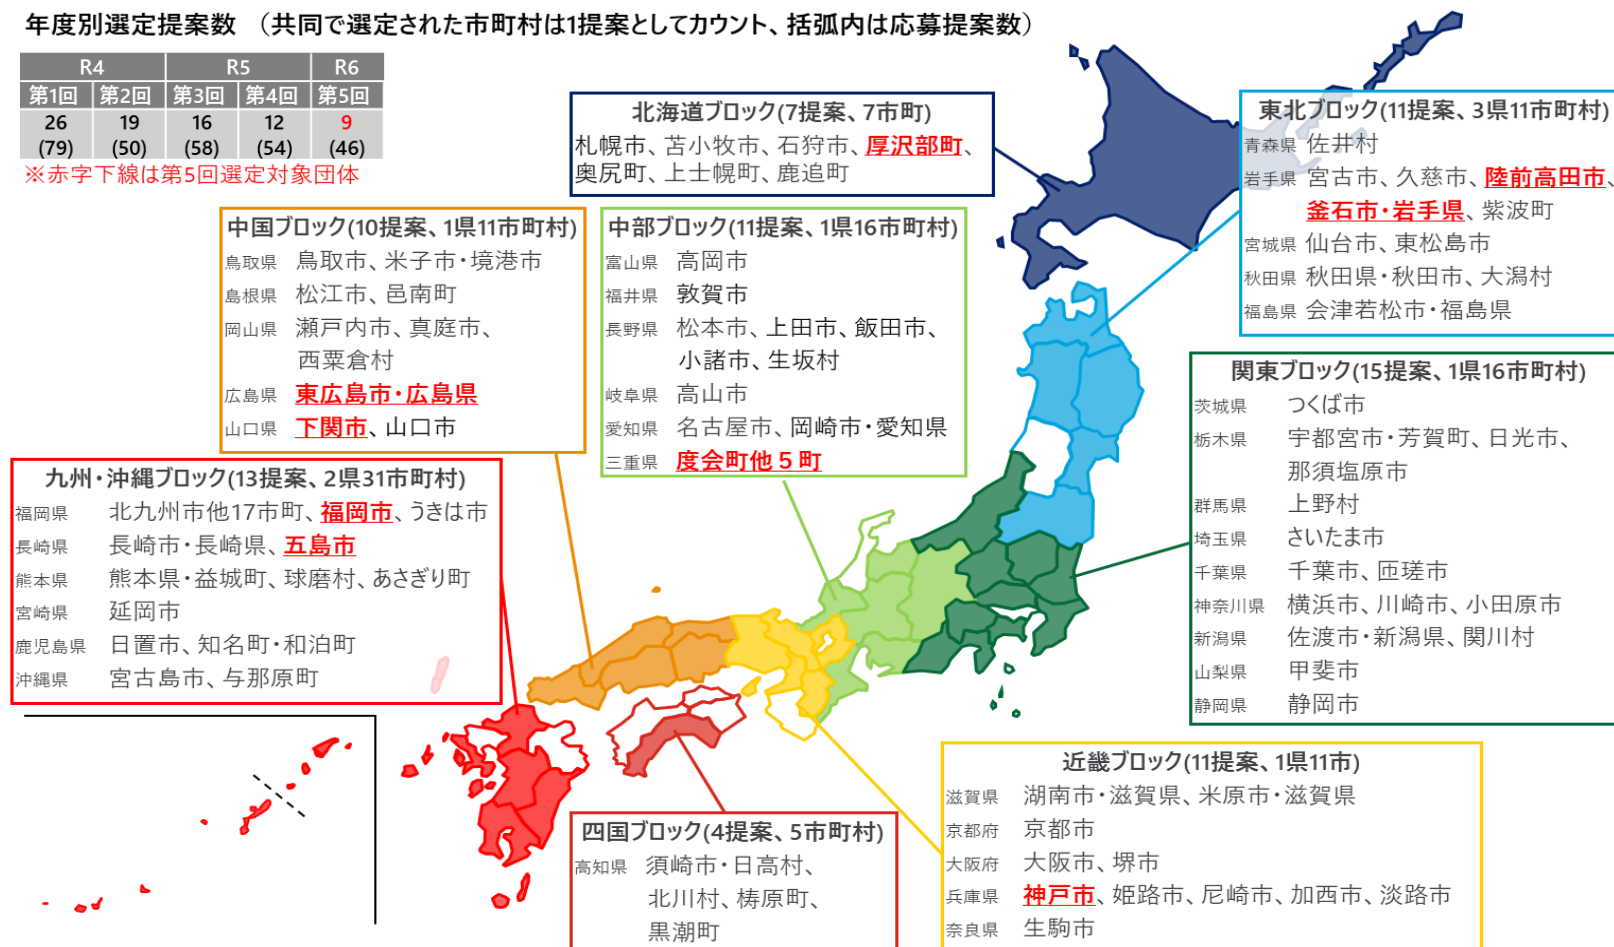 年度別選定提案数 （共同で選定された市町村は1提案としてカウント、括弧内は応募提案数）
R4 R5 R6
第1回 第2回 第3回 第4回 第5回
26 19 16 12 9
(79) (50) (58) (54) (46)
※赤字下線は第5回選定対象団体
北海道ブロック(7提案、7市町)
札幌市、苫小牧市、石狩市、厚沢部町、
奥尻町、上士幌町、鹿追町
東北ブロック(11提案、3県11市町村)
青森県 佐井村
岩手県 宮古市、久慈市、陸前高田市、
釜石市・岩手県、紫波町
宮城県 仙台市、東松島市
秋田県 秋田県・秋田市、大潟村
福島県 会津若松市・福島県
中国ブロック(10提案、1県11市町村)
鳥取県 鳥取市、米子市・境港市
島根県 松江市、邑南町
岡山県 瀬戸内市、真庭市、
西粟倉村
広島県 東広島市・広島県
山口県 下関市、山口市
中部ブロック(11提案、1県16市町村)
富山県 高岡市
福井県 敦賀市
長野県 松本市、上田市、飯田市、
小諸市、生坂村
岐阜県 高山市
愛知県 名古屋市、岡崎市・愛知県
三重県 度会町他５町
関東ブロック(15提案、1県16市町村)
茨城県 つくば市
栃木県 宇都宮市・芳賀町、日光市、
那須塩原市
群馬県 上野村
埼玉県 さいたま市
千葉県 千葉市、匝瑳市
神奈川県 横浜市、川崎市、小田原市
新潟県 佐渡市・新潟県、関川村
山梨県 甲斐市
静岡県 静岡市
九州・沖縄ブロック(13提案、2県31市町村)
福岡県 北九州市他17市町、福岡市、うきは市
長崎県 長崎市・長崎県、五島市
熊本県 熊本県・益城町、球磨村、あさぎり町
宮崎県 延岡市
鹿児島県 日置市、知名町・和泊町
沖縄県 宮古島市、与那原町
四国ブロック(4提案、5市町村)
高知県 須崎市・日高村、
北川村、梼原町、
黒潮町
近畿ブロック(11提案、1県11市)
滋賀県 湖南市・滋賀県、米原市・滋賀県
京都府 京都市
大阪府 大阪市、堺市
兵庫県 神戸市、姫路市、尼崎市、加西市、淡路市
奈良県 生駒市